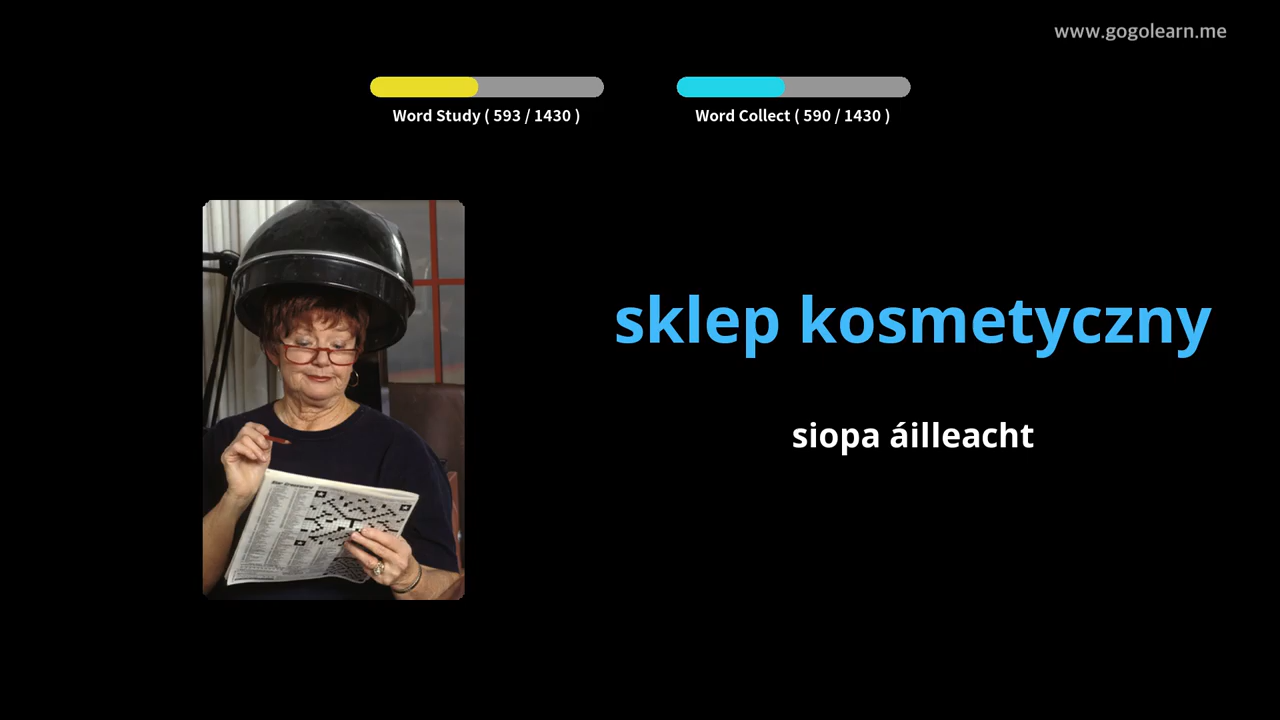 www.gogolearn.me
Word Study ( 593 / 1430 )
Word Collect ( 590 / 1430 )
sklep kosmetyczny
siopa áilleacht